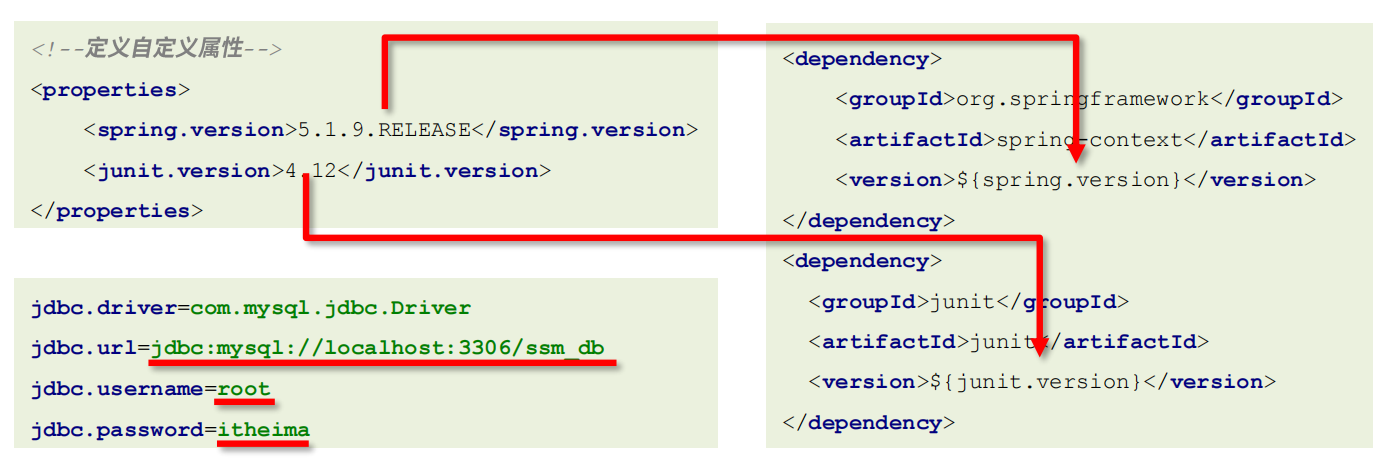 <!--定义自定义属性-->
<properties>
<spring.version>5.1.9.RELEASE</spring.version>
<junit.version>4.12</junit.version>
</properties>
jdbc.driver=com.mysql.jdbc.Driver
jdbc.url=jdbc:mysql://localhost:3306/ssm_db
jdbc.username=root
jdbc.password=itheima
<dependency>
<groupId>org.springframework</groupId>
<artifactId>spring-context</artifactId>
<version>${spring.version}</version>
</dependency>
<dependency>
<groupId>junit</groupId>
<artifactId>junit</artifactId>
<version>${junit.version}</version>
</dependency>